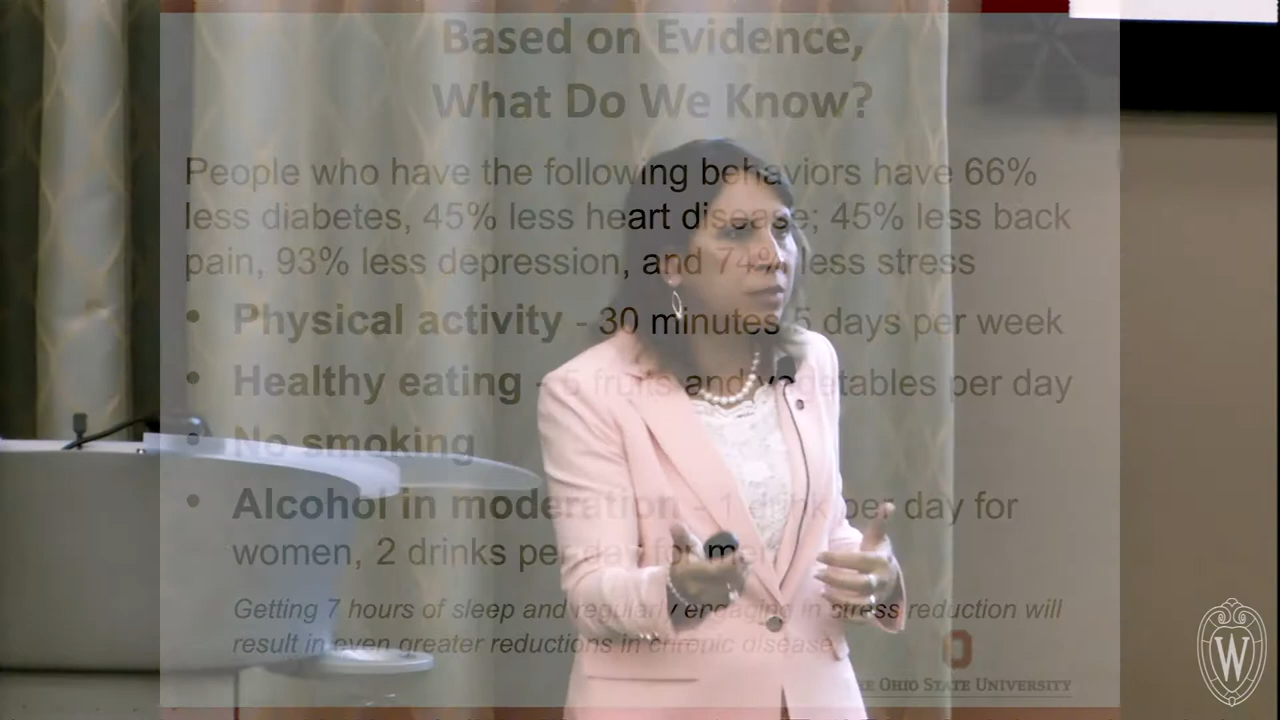 Based on Evidence,
What Do We Know?
People who have the following behaviors have 66%
less diabetes, 45% less heart disease; 45% less back
pain, 93% less depression, and less stress
• Physical activity - 30 minutes 5 days per week
• Healthy eating - 5 fruits and vegetables per day
• No smoking
• Alcohol in moderation - 1 drink per day for
women, 2 drinks per day for men
Getting 7 hours of sleep and regularly engaging in stress reduction will
result in even greater reductions in chronic disease
THE OHIO STATE UNIVERSITY
W